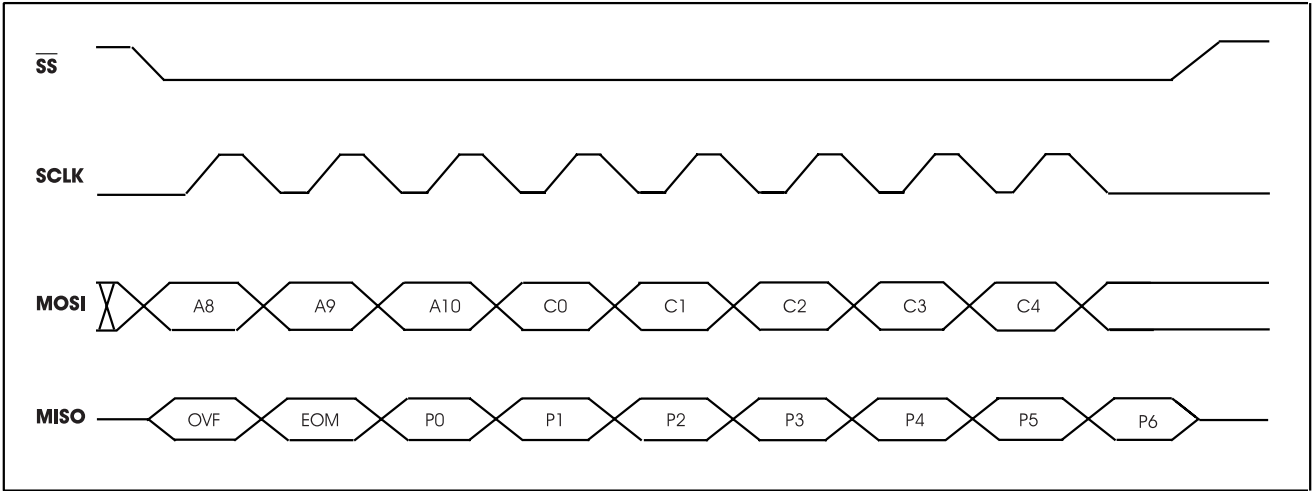 SS
SCLK
MOSI A8 A9 A10 C0 C1 C2 C3 C4
MISO OVF EOM P0 P1 P2 P3 P4 P5 P6